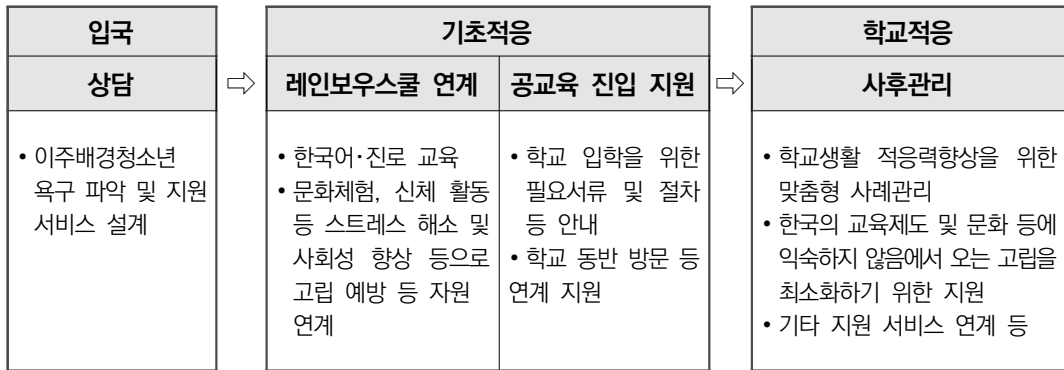 입국
상담
• 이주배경청소년
욕구 파악 및 지원
서비스 설계
⇨
기초적응
레인보우스쿨 연계
• 한국어·진로 교육
• 문화체험, 신체 활동
등 스트레스 해소 및
사회성 향상 등으로
고립 예방 등 자원
연계
공교육 진입 지원
• 학교 입학을 위한
필요서류 및 절차
등 안내
• 학교 동반 방문 등
연계 지원
⇨
학교적응
사후관리
• 학교생활 적응력향상을 위한
맞춤형 사례관리
• 한국의 교육제도 및 문화 등에
익숙하지 않음에서 오는 고립을
최소화하기 위한 지원
• 기타 지원 서비스 연계 등